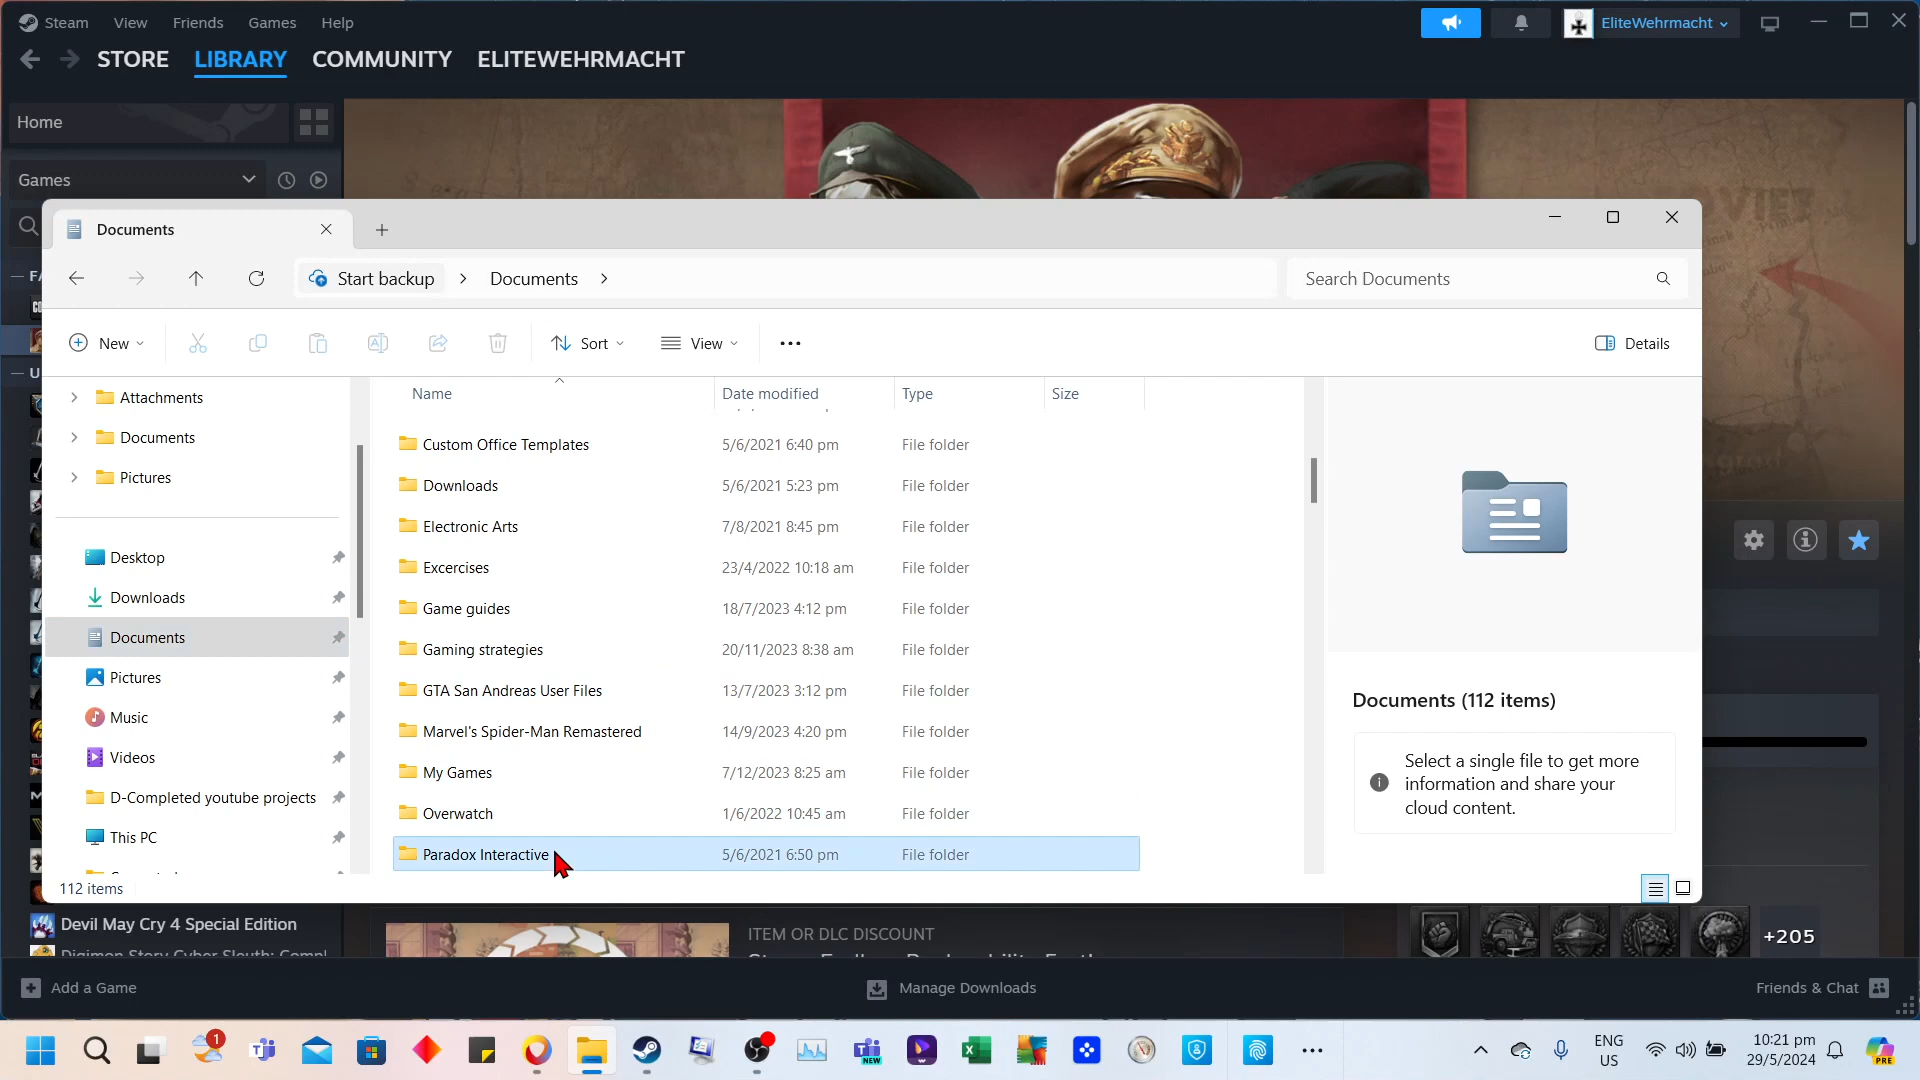 Steam View Friends Games Help
EliteWehrmacht
STORE LIBRARY COMMUNITY ELITEWEHRMACHT
Home
Games
Documents
Start backup > Documents >
Search Documents
New
Sort
View
Details
Attachments
Documents
Pictures
Desktop
Downloads
Documents
Pictures
Music
Videos
D-Completed youtube projects
This PC
Name Date modified Type Size
Custom Office Templates 5/6/2021 6:40 pm File folder
Downloads 5/6/2021 5:23 pm File folder
Electronic Arts 7/8/2021 8:45 pm File folder
Excercises 23/4/2022 10:18 am File folder
Game guides 18/7/2023 4:12 pm File folder
Gaming strategies 20/11/2023 8:38 am File folder
GTA San Andreas User Files 13/7/2023 3:12 pm File folder
Marvel's Spider-Man Remastered 14/9/2023 4:20 pm File folder
My Games 7/12/2023 8:25 am File folder
Overwatch 1/6/2022 10:45 am File folder
Paradox Interactive 5/6/2021 6:50 pm File folder
Documents (112 items)
Select a single file to get more
information and share your
cloud content.
112 items
Devil May Cry 4 Special Edition
ITEM OR DLC DISCOUNT
+205
Add a Game
Manage Downloads
Friends & Chat
1
NEW
ENG
US
10:21 pm
29/5/2024
PRE